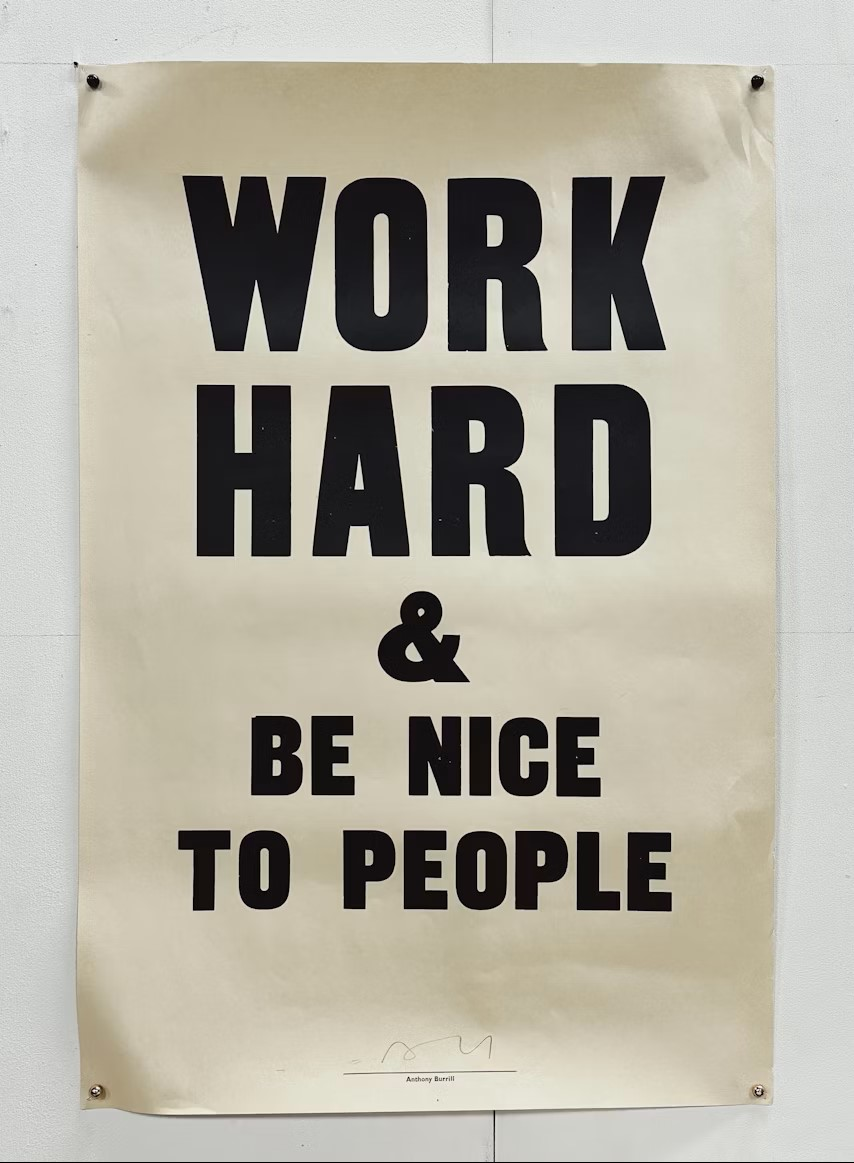 WORK
HARD
&
BE NICE
TO PEOPLE
Anthony Burrill